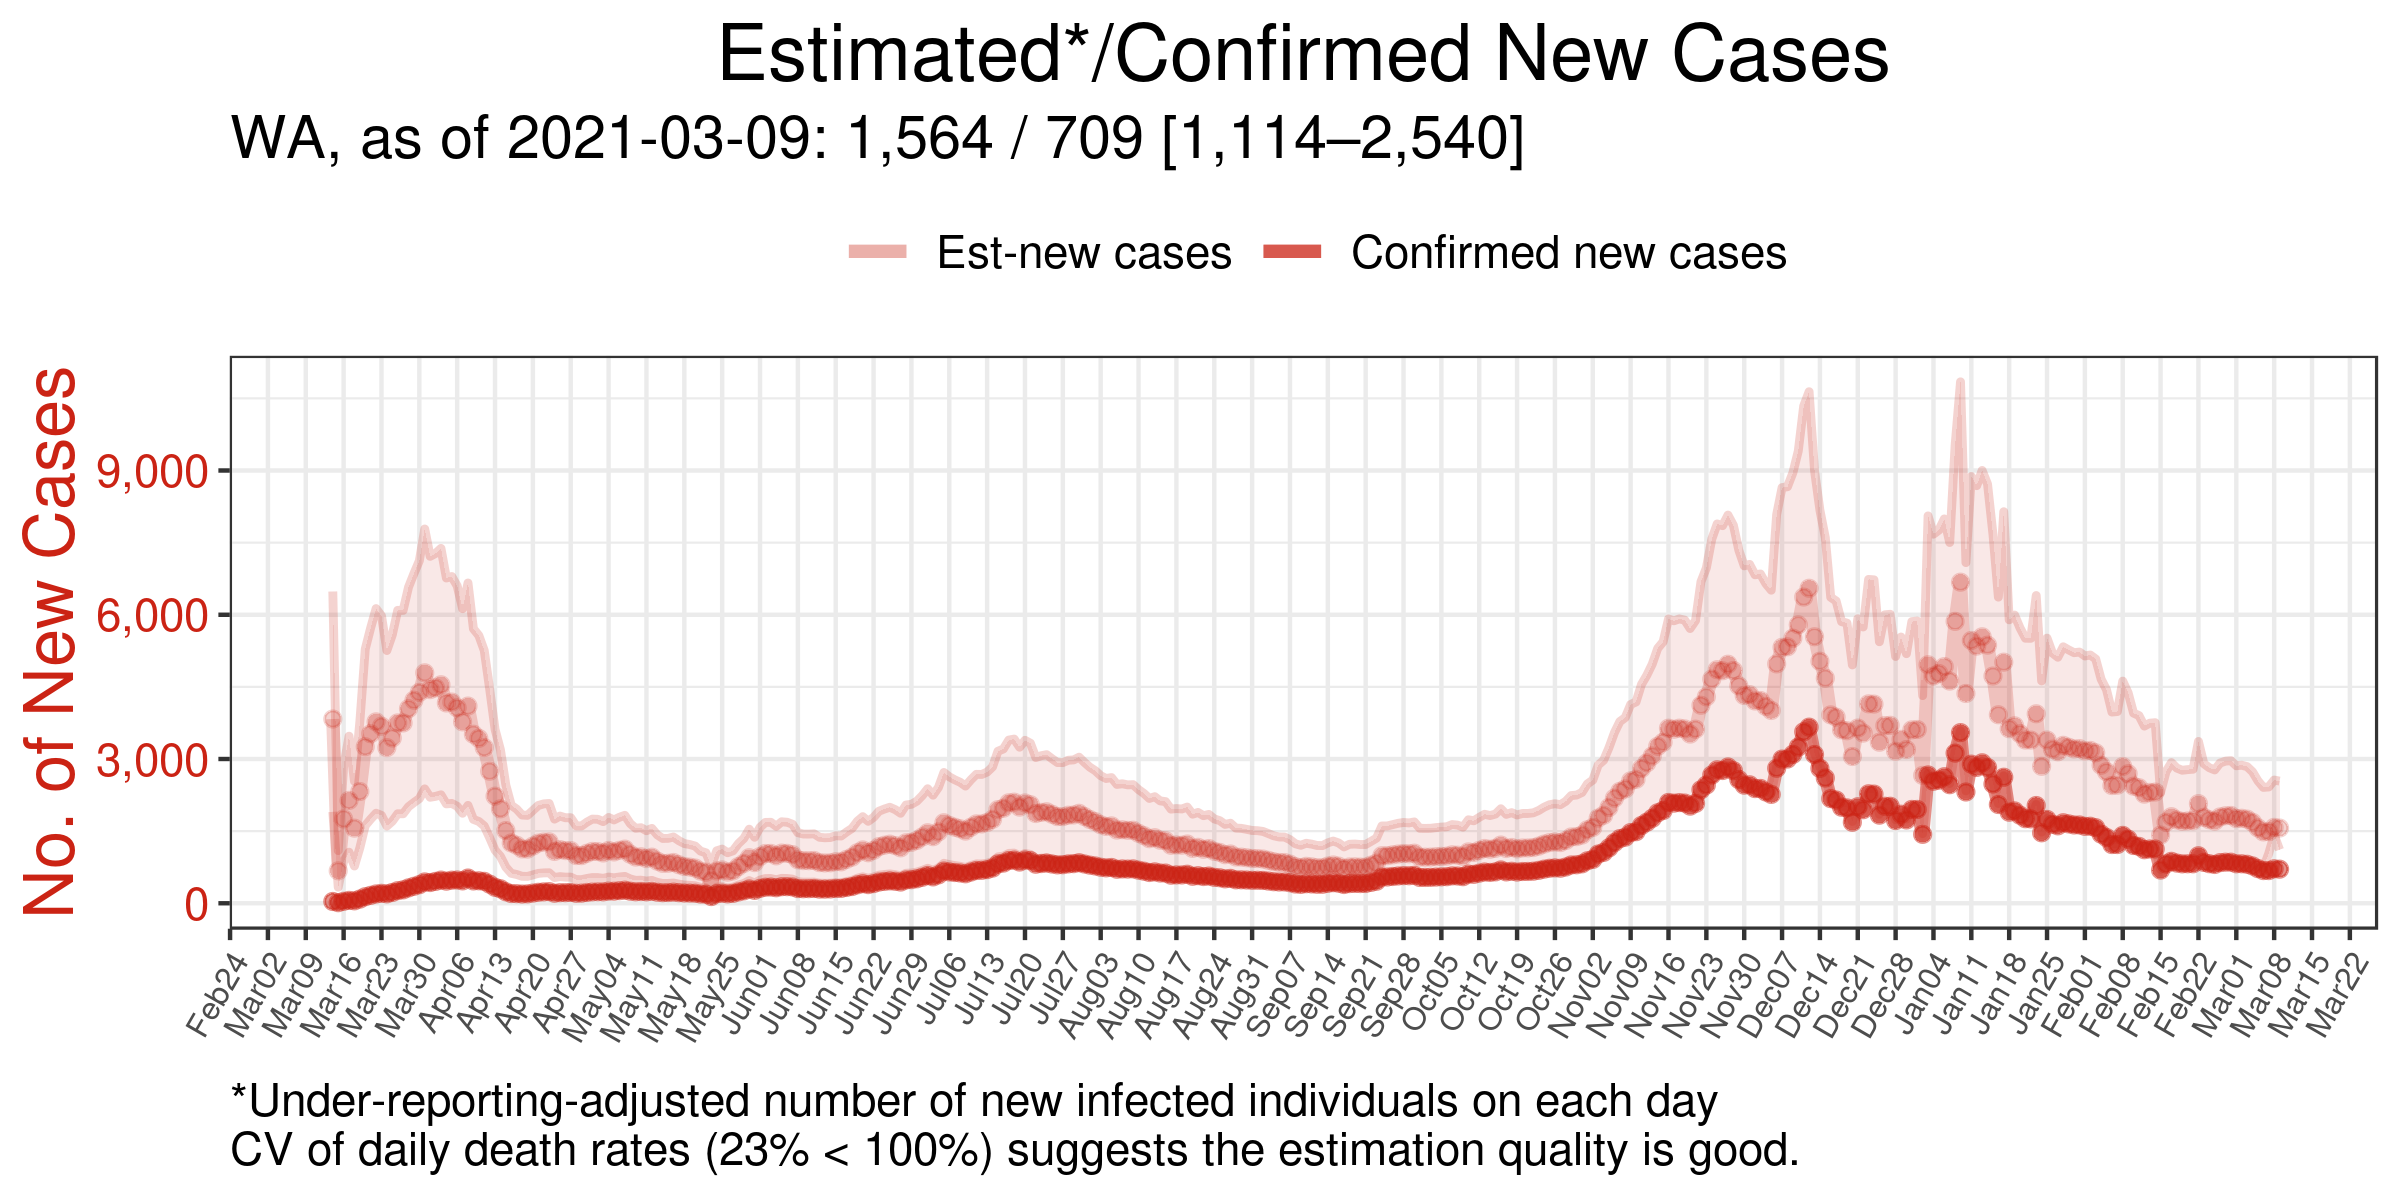 Estimated*/Confirmed New Cases
WA, as of 2021-03-09: 1,564 / 709 [1,114–2,540]
Est-new cases Confirmed new cases
No. of New Cases
9,000
6,000
3,000
0
Feb24 Mar02 Mar09 Mar16 Mar23 Mar30 Apr06 Apr13 Apr20 Apr27 May04 May11 May18 May25 Jun01 Jun08 Jun15 Jun22 Jun29 Jul06 Jul13 Jul20 Jul27 Aug03 Aug10 Aug17 Aug24 Aug31 Sep07 Sep14 Sep21 Sep28 Oct05 Oct12 Oct19 Oct26 Nov02 Nov09 Nov16 Nov23 Nov30 Dec07 Dec14 Dec21 Dec28 Jan04 Jan11 Jan18 Jan25 Feb01 Feb08 Feb15 Feb22 Mar01 Mar08 Mar15 Mar22
*Under-reporting-adjusted number of new infected individuals on each day
CV of daily death rates (23% < 100%) suggests the estimation quality is good.